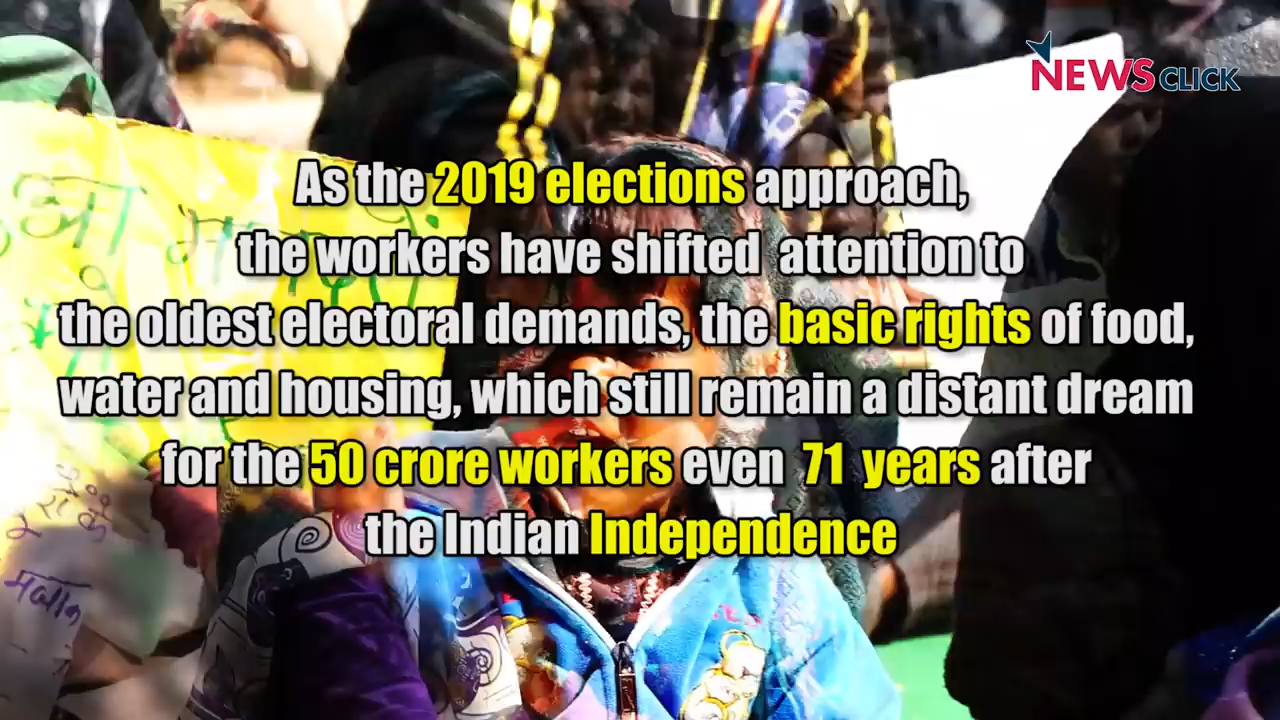 NEWSCLICK
As the 2019 elections approach,
the workers have shifted attention to
the oldest electoral demands, the basic rights of food,
water and housing, which still remain a distant dream
for the 50 crore workers even 71 years after
the Indian Independence